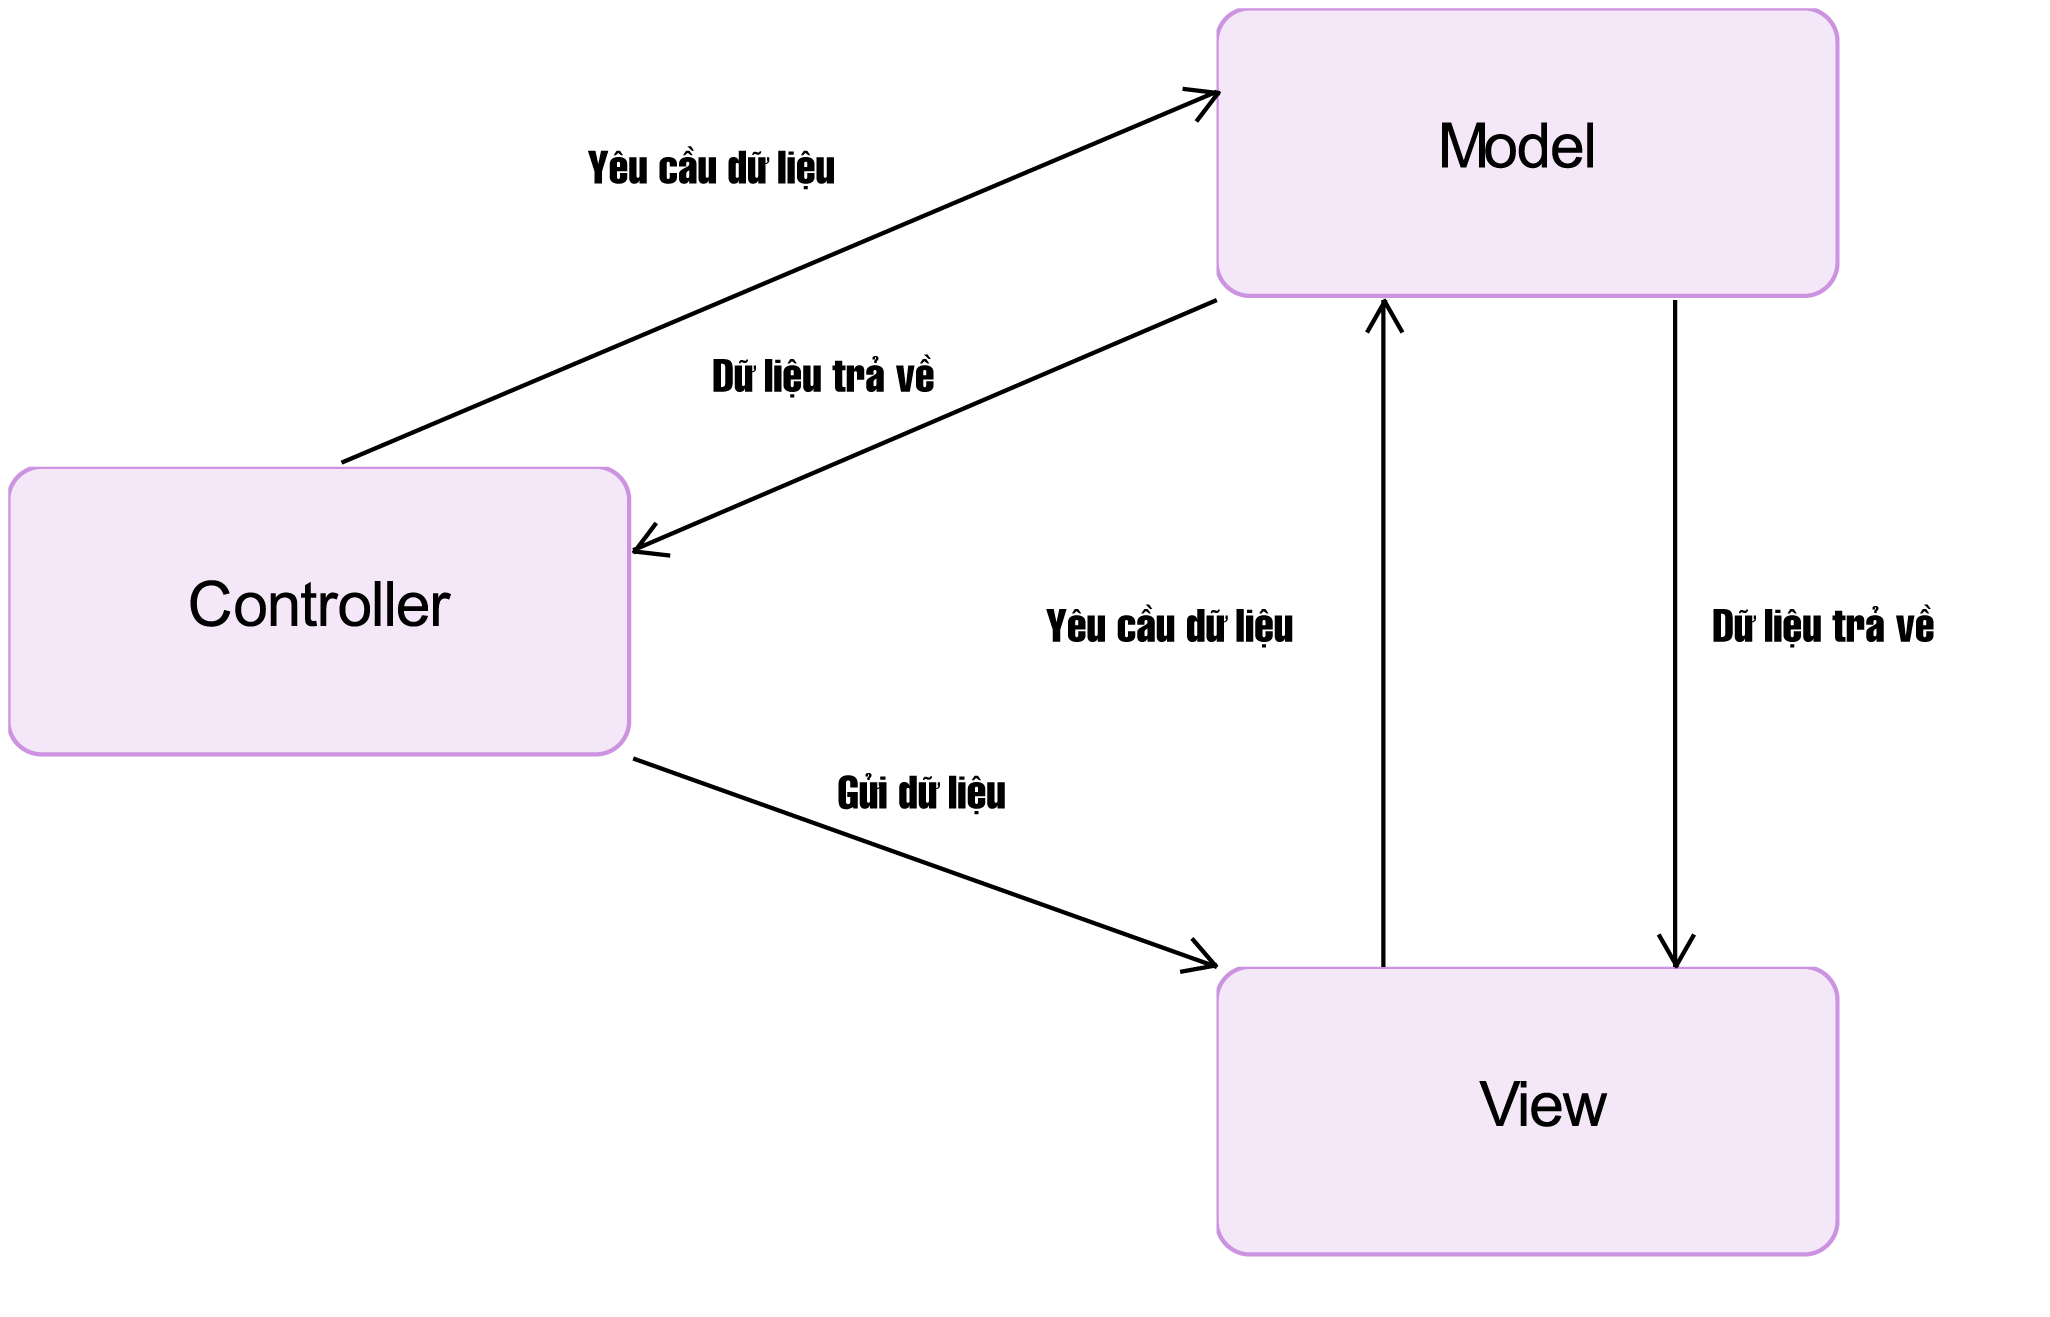 Model
Yêu cầu dữ liệu
Dữ liệu trả về
Controller
Yêu cầu dữ liệu
Dữ liệu trả về
Gửi dữ liệu
View